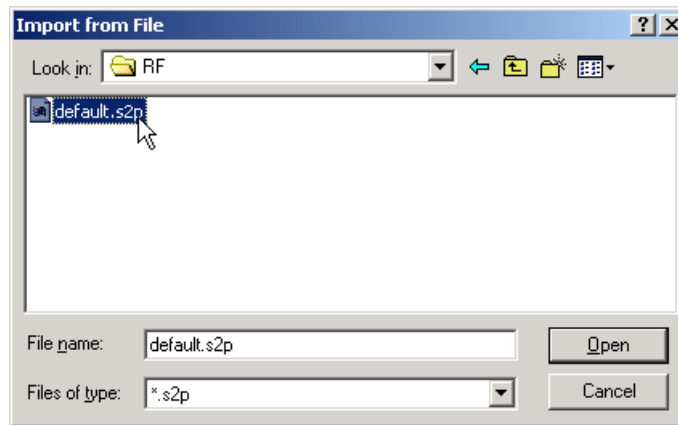 Import from File
Look in: RF
default.s2p
File name: default.s2p Open
Files of type: *.s2p Cancel